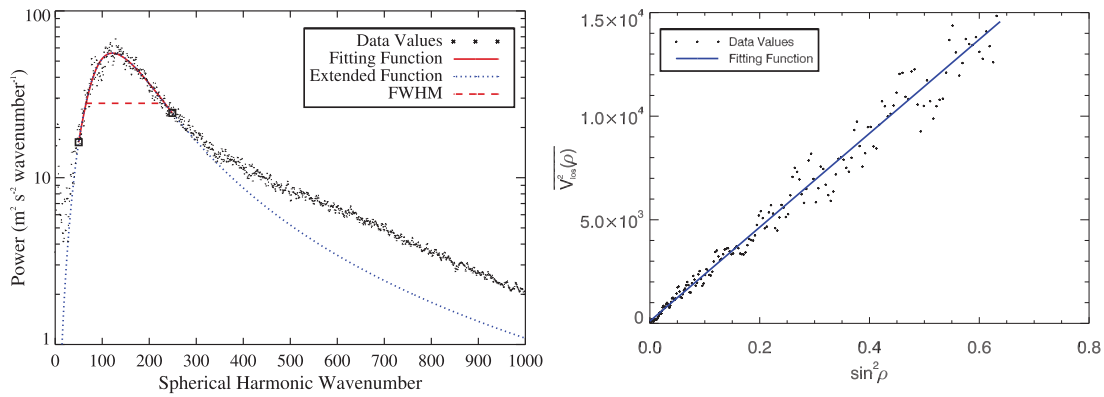 100
10
1
Power (m² s⁻² wavenumber⁻¹)
Data Values
Fitting Function
Extended Function
FWHM
0 100 200 300 400 500 600 700 800 900 1000
Spherical Harmonic Wavenumber
1.5×10⁴
1.0×10⁴
5.0×10³
0
V²los(ρ)
Data Values
Fitting Function
0.0 0.2 0.4 0.6 0.8
sin²ρ